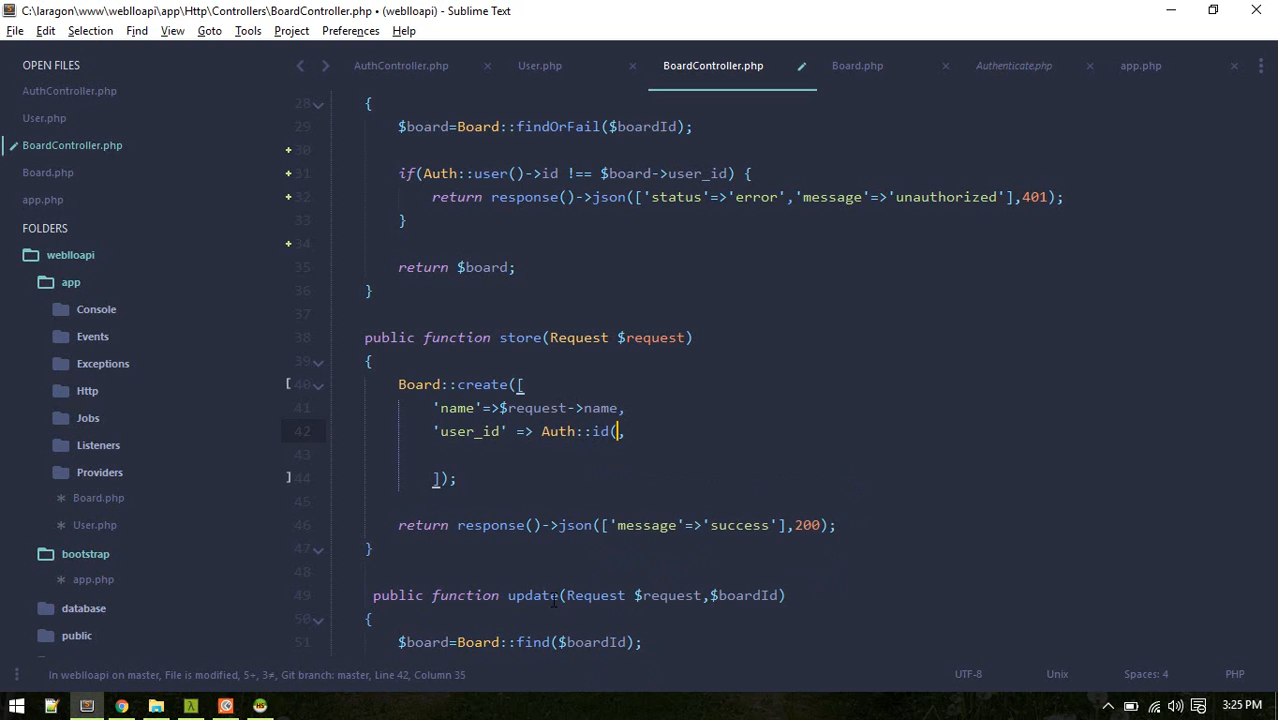 C:\laragon\www\weblloapi\app\Http\Controllers\BoardController.php • (weblloapi) - Sublime Text
File Edit Selection Find View Goto Tools Project Preferences Help
OPEN FILES
AuthController.php
User.php
BoardController.php
Board.php
app.php
FOLDERS
weblloapi
app
Console
Events
Exceptions
Http
Jobs
Listeners
Providers
Board.php
User.php
bootstrap
app.php
database
public
AuthController.php User.php BoardController.php Board.php Authenticate.php app.php
28 {
29 $board=Board::findOrFail($boardId);
30
31 if(Auth::user()->id !== $board->user_id) {
32 return response()->json(['status'=>'error','message'=>'unauthorized'],401);
33 }
34
35 return $board;
36 }
37
38 public function store(Request $request)
39 {
40 Board::create([
41 'name'=>$request->name,
42 'user_id' => Auth::id(,
43
44 ]);
45
46 return response()->json(['message'=>'success'],200);
47 }
48
49 public function update(Request $request,$boardId)
50 {
51 $board=Board::find($boardId);
In weblloapi on master, File is modified, 5+, 3≠, Git branch: master, Line 42, Column 35 UTF-8 Unix Spaces: 4 PHP
3:25 PM